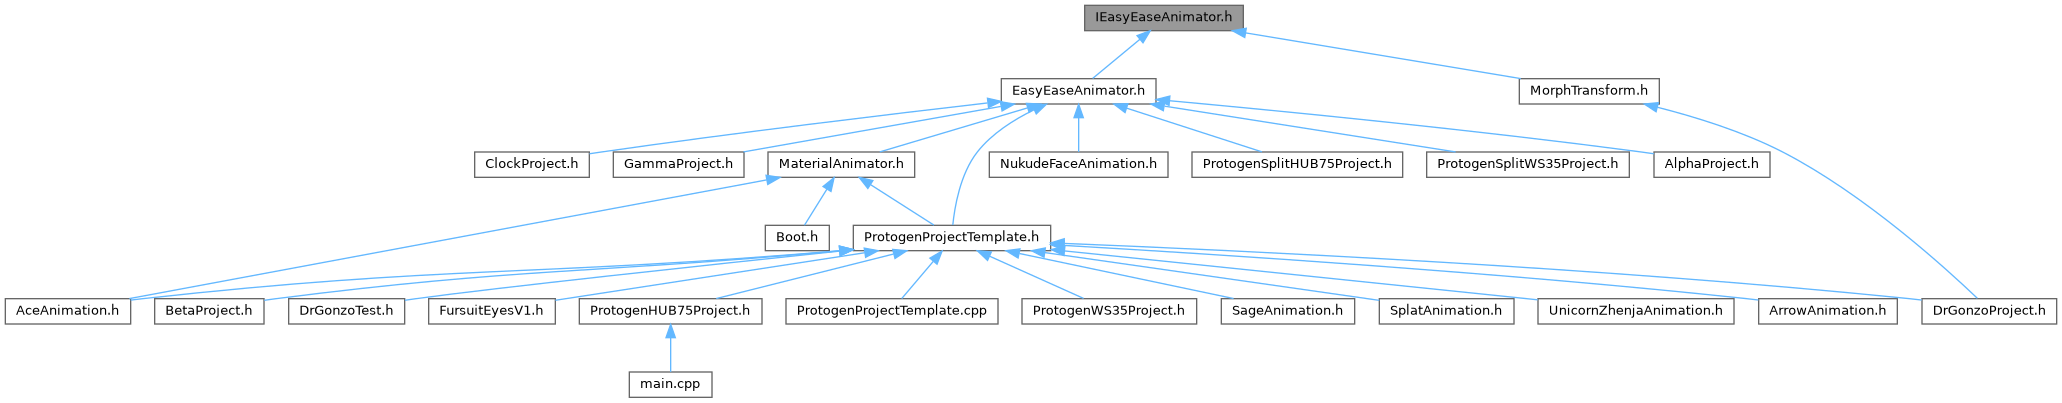 IEasyEaseAnimator.h
EasyEaseAnimator.h
MorphTransform.h
ClockProject.h
GammaProject.h
MaterialAnimator.h
NukudeFaceAnimation.h
ProtogenSplitHUB75Project.h
ProtogenSplitWS35Project.h
AlphaProject.h
Boot.h
ProtogenProjectTemplate.h
AceAnimation.h
BetaProject.h
DrGonzoTest.h
FursuitEyesV1.h
ProtogenHUB75Project.h
ProtogenProjectTemplate.cpp
ProtogenWS35Project.h
SageAnimation.h
SplatAnimation.h
UnicornZhenjaAnimation.h
ArrowAnimation.h
DrGonzoProject.h
main.cpp